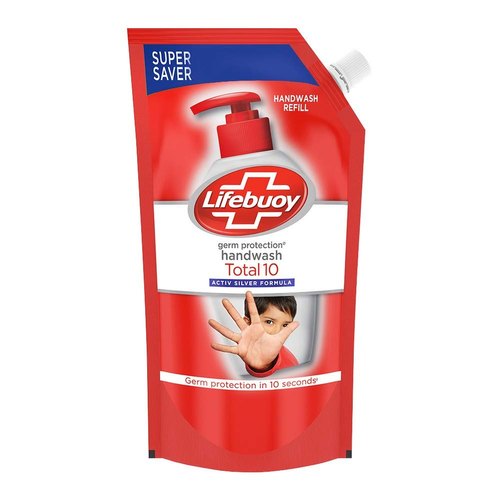 SUPER
SAVER
HANDWASH
REFILL
Lifebuoy
germ protection°
handwash
Total 10
ACTIV SILVER FORMULA
Germ protection in 10 seconds°